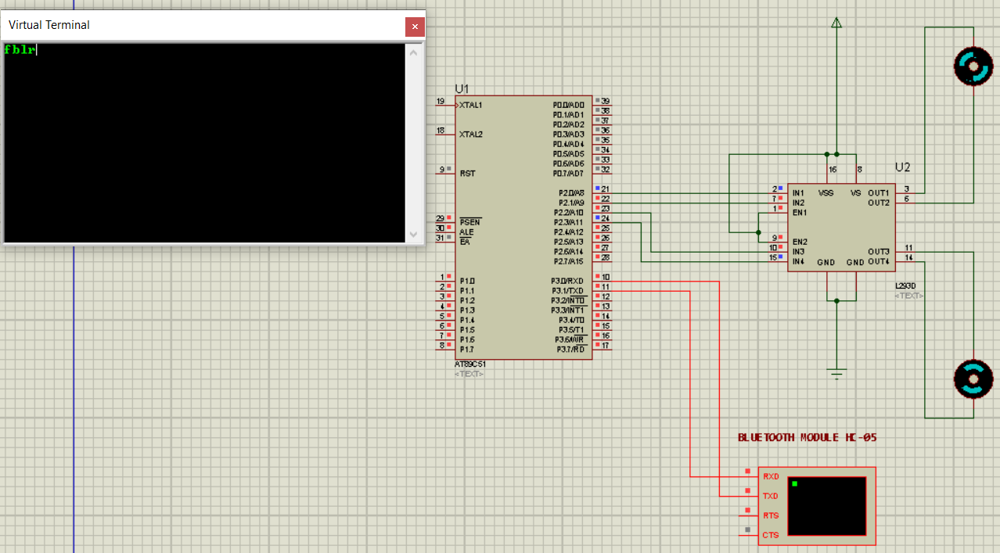 Virtual Terminal
fblr
U1
19 XTAL1
18 XTAL2
9 RST
29 PSEN
30 ALE
31 EA
1 P1.0
2 P1.1
3 P1.2
4 P1.3
5 P1.4
6 P1.5
7 P1.6
8 P1.7
P0.0/AD0 39
P0.1/AD1 38
P0.2/AD2 37
P0.3/AD3 36
P0.4/AD4 35
P0.5/AD5 34
P0.6/AD6 33
P0.7/AD7 32
P2.0/A8 21
P2.1/A9 22
P2.2/A10 23
P2.3/A11 24
P2.4/A12 25
P2.5/A13 26
P2.6/A14 27
P2.7/A15 28
P3.0/RXD 10
P3.1/TXD 11
P3.2/INT0 12
P3.3/INT1 13
P3.4/T0 14
P3.5/T1 15
P3.6/WR 16
P3.7/RD 17
AT89C51
<TEXT>
U2
16 8
VSS VS
2 IN1
7 IN2
1 EN1
9 EN2
10 IN3
15 IN4
OUT1 3
OUT2 6
OUT3 11
OUT4 14
GND GND
L293D
<TEXT>
BLUETOOTH MODULE HC-05
RXD
TXD
RTS
CTS